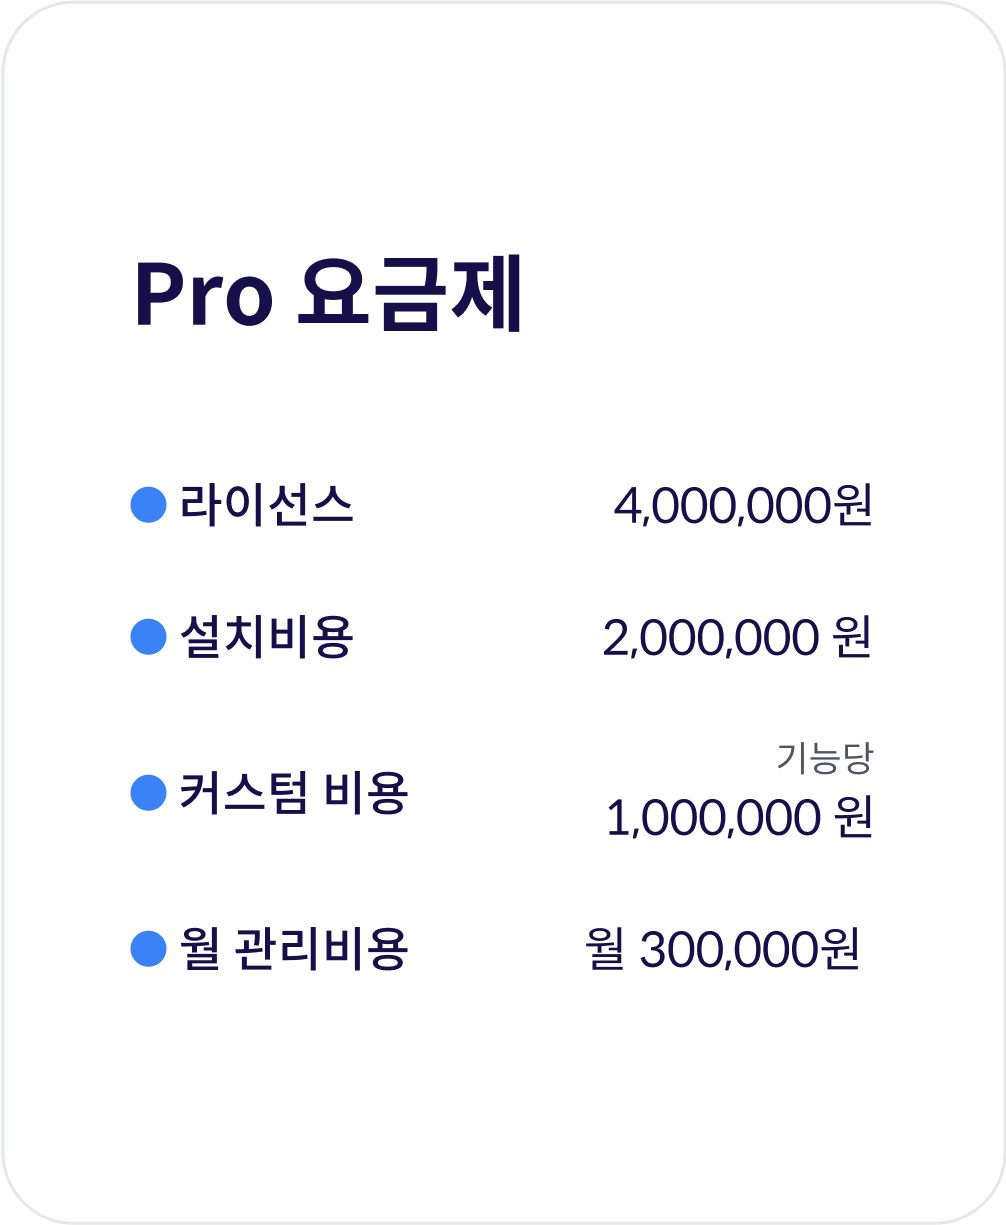 Pro 요금제
라이선스 4,000,000원
설치비용 2,000,000 원
기능당
커스텀 비용 1,000,000 원
월 관리비용 월 300,000원